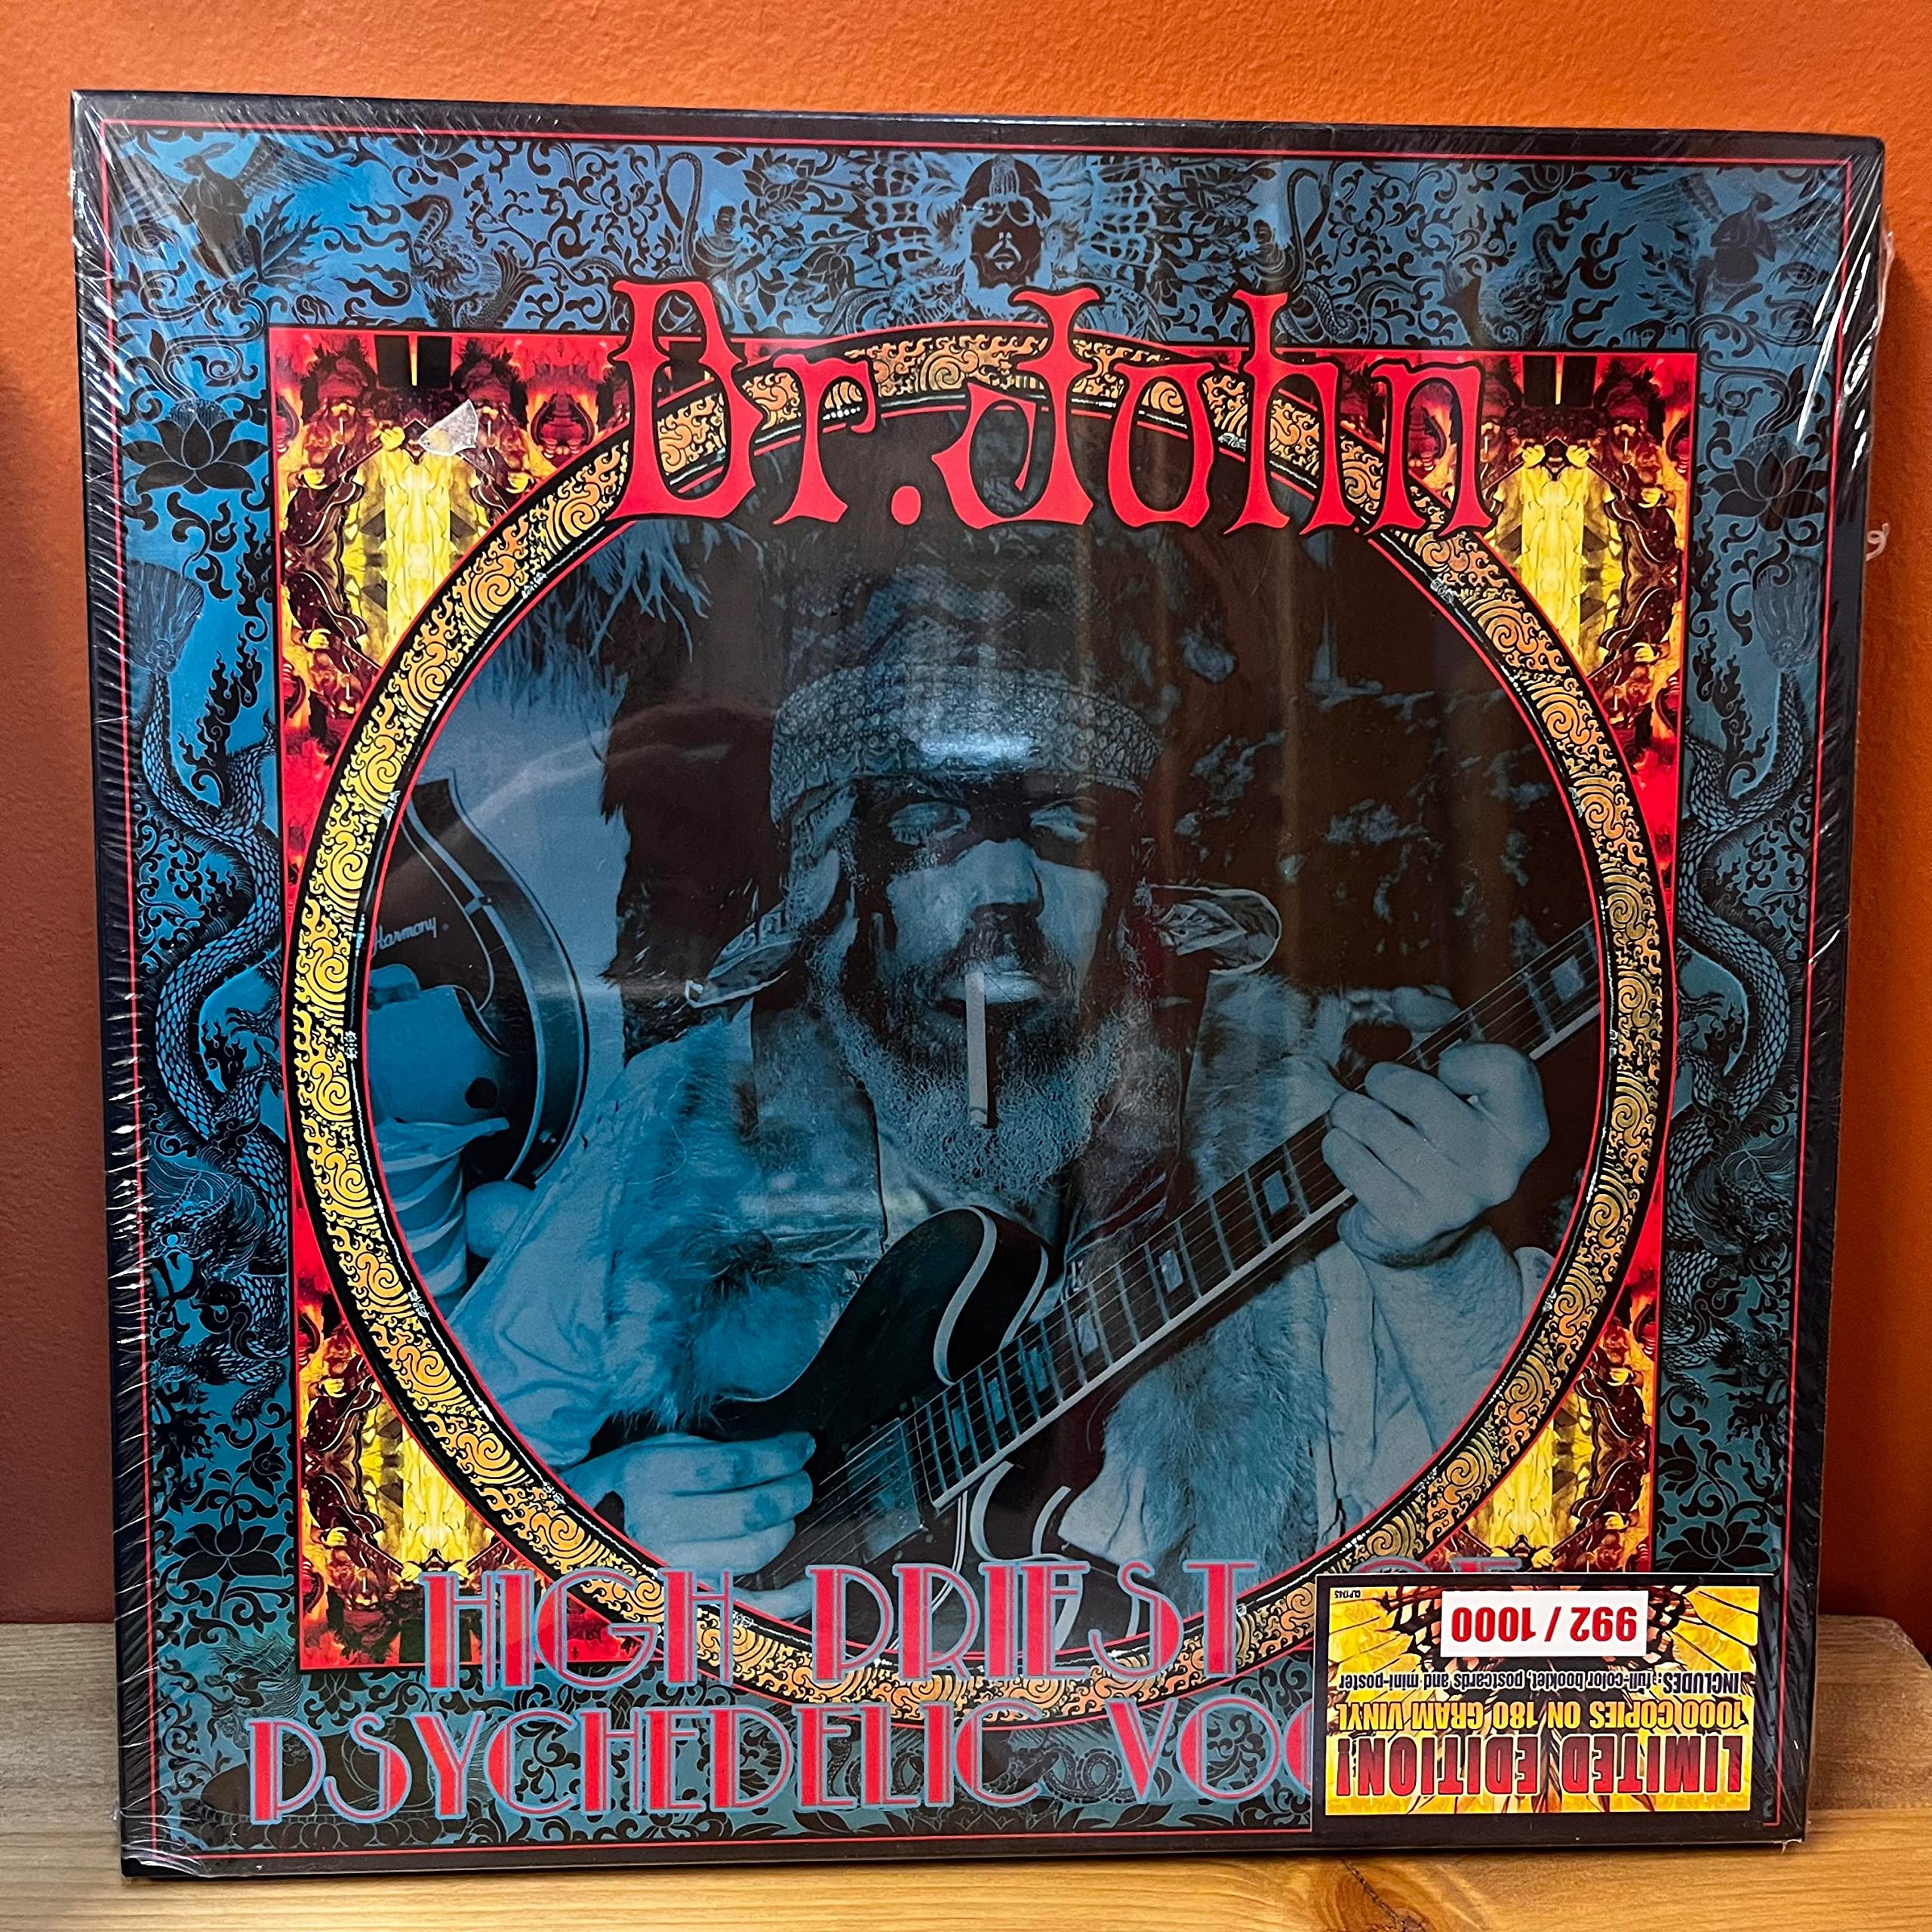 Dr. John
Harmony
HIGH PRIEST OF
PSYCHEDELIC VOO
LIMITED EDITION!
1000 COPIES ON 180 GRAM VINYL
INCLUDES: full-color booklet, postcards and mini-poster
992 / 1000
CLP1745